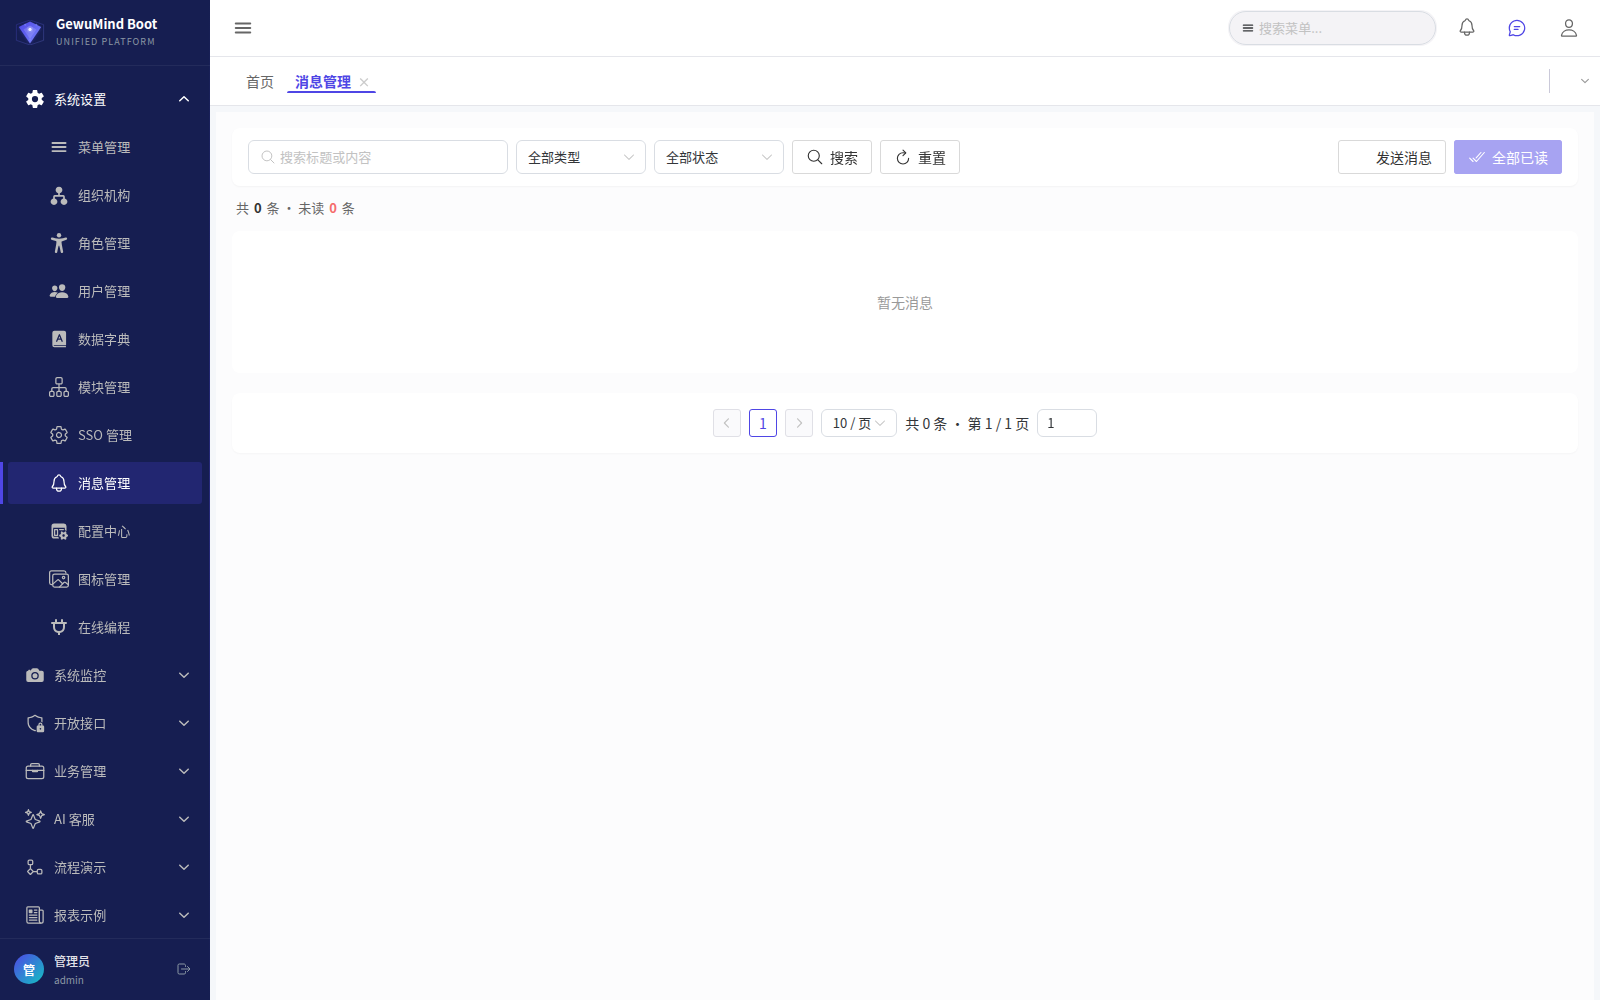 GewuMind Boot
UNIFIED PLATFORM
系统设置
菜单管理
组织机构
角色管理
用户管理
数据字典
模块管理
SSO 管理
消息管理
配置中心
图标管理
在线编程
系统监控
开放接口
业务管理
AI 客服
流程演示
报表示例
管
管理员
admin
搜索菜单...
首页 消息管理
搜索标题或内容 全部类型 全部状态 搜索 重置 发送消息 全部已读
共 0 条 · 未读 0 条
暂无消息
1 10 / 页 共 0 条 · 第 1 / 1 页 1